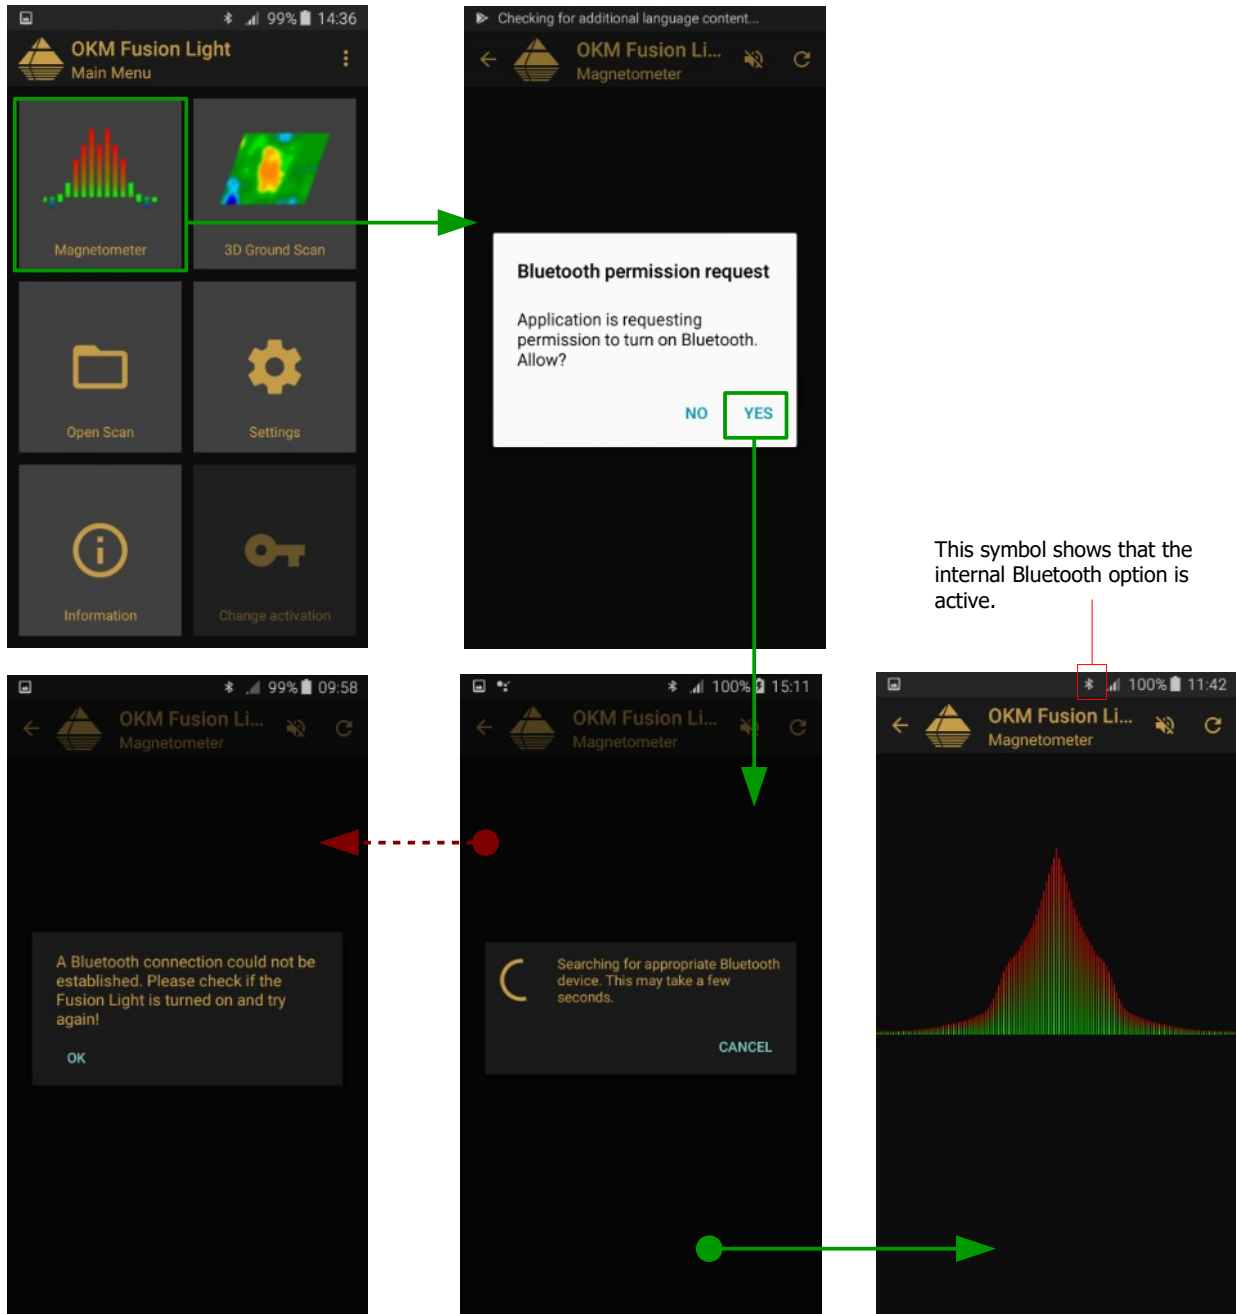 99% 14:36
OKM Fusion Light
Main Menu
Magnetometer
3D Ground Scan
Open Scan
Settings
Information
Change activation
Checking for additional language content...
OKM Fusion Li...
Magnetometer
Bluetooth permission request
Application is requesting
permission to turn on Bluetooth.
Allow?
NO YES
This symbol shows that the
internal Bluetooth option is
active.
99% 09:58
OKM Fusion Li...
Magnetometer
A Bluetooth connection could not be
established. Please check if the
Fusion Light is turned on and try
again!
OK
100% 15:11
OKM Fusion Li...
Magnetometer
Searching for appropriate Bluetooth
device. This may take a few
seconds.
CANCEL
100% 11:42
OKM Fusion Li...
Magnetometer